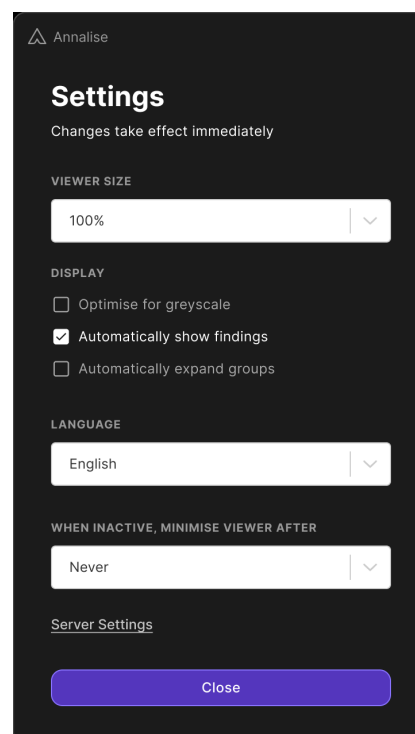 Annalise
Settings
Changes take effect immediately
VIEWER SIZE
100%
DISPLAY
Optimise for greyscale
Automatically show findings
Automatically expand groups
LANGUAGE
English
WHEN INACTIVE, MINIMISE VIEWER AFTER
Never
Server Settings
Close